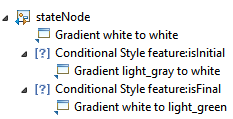 stateNode
Gradient white to white
[?] Conditional Style feature:isInitial
Gradient light_gray to white
[?] Conditional Style feature:isFinal
Gradient white to light_green